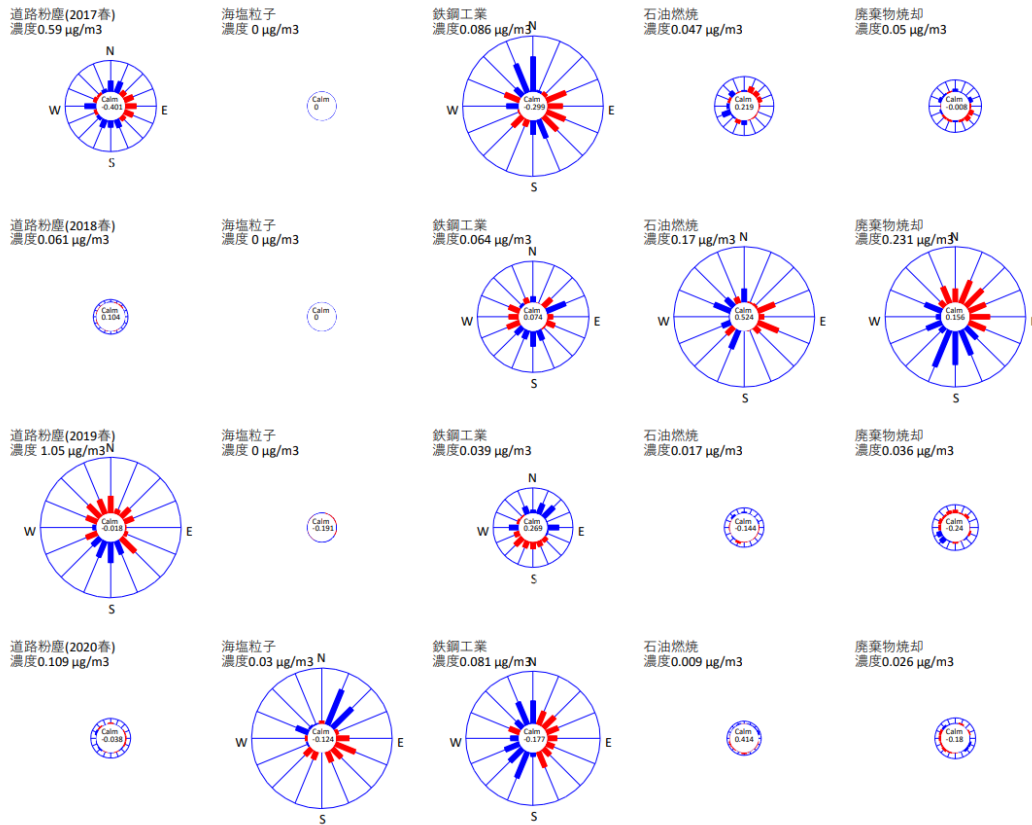 道路粉塵(2017春)
濃度0.59 µg/m3
N
W
E
S
Calm
-0.401
海塩粒子
濃度0 µg/m3
Calm
0
鉄鋼工業
濃度0.086 µg/m3
N
W
E
S
Calm
-0.299
石油燃焼
濃度0.047 µg/m3
Calm
0.219
廃棄物焼却
濃度0.05 µg/m3
Calm
-0.008
道路粉塵(2018春)
濃度0.061 µg/m3
Calm
0.104
海塩粒子
濃度 0 µg/m3
Calm
0
鉄鋼工業
濃度0.064 µg/m3
N
W
E
S
Calm
0.074
石油燃焼
濃度0.17 µg/m3
N
W
E
S
Calm
0.524
廃棄物焼却
濃度0.231 µg/m3
N
W
S
Calm
0.156
道路粉塵(2019春)
濃度 1.05 µg/m3
N
W
E
S
Calm
-0.018
海塩粒子
濃度 0 µg/m3
Calm
-0.191
鉄鋼工業
濃度0.039 µg/m3
N
W
E
S
Calm
0.269
石油燃焼
濃度0.017 µg/m3
Calm
-0.144
廃棄物焼却
濃度0.036 µg/m3
Calm
-0.24
道路粉塵(2020春)
濃度0.109 µg/m3
Calm
-0.038
海塩粒子
濃度0.03 µg/m3
N
W
E
S
Calm
-0.124
鉄鋼工業
濃度0.081 µg/m3
N
W
E
S
Calm
-0.177
石油燃焼
濃度0.009 µg/m3
Calm
0.414
廃棄物焼却
濃度0.026 µg/m3
Calm
-0.18